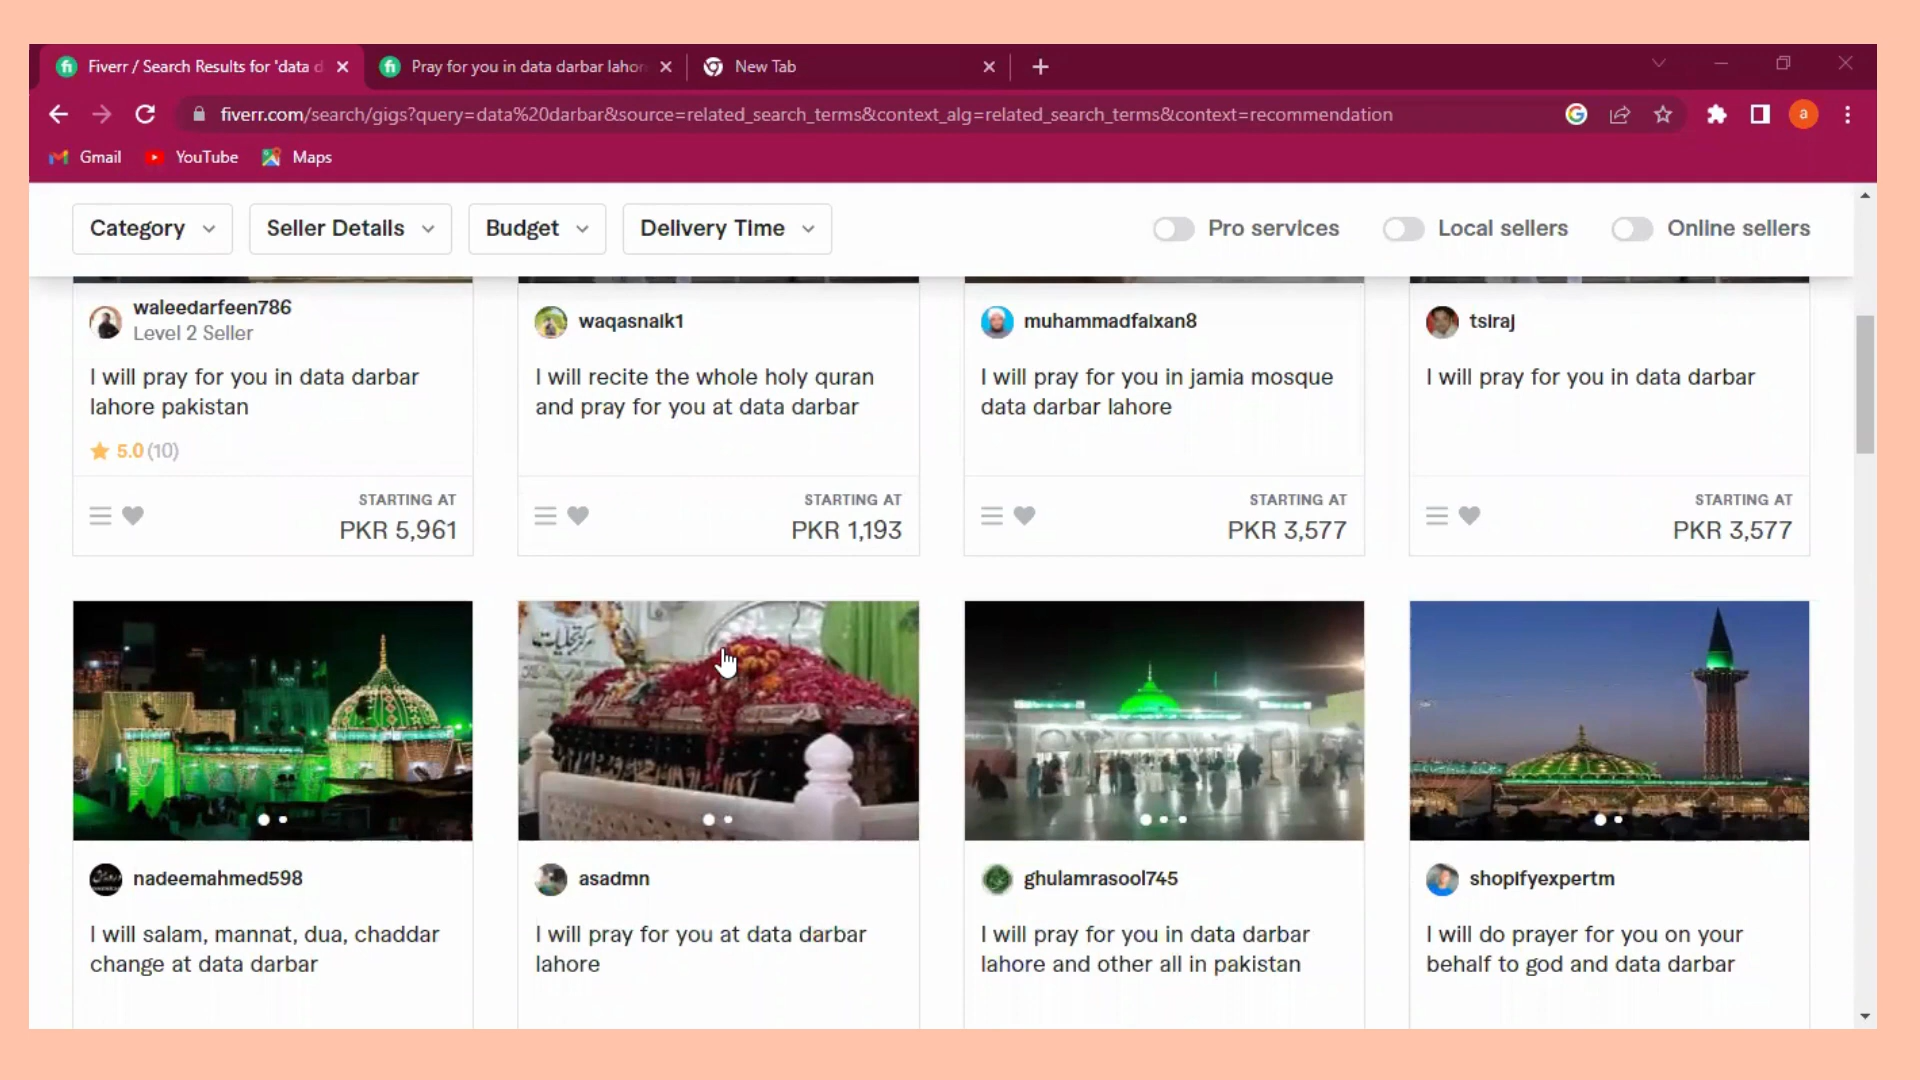 Fiverr / Search Results for 'data d
Pray for you in data darbar lahor
New Tab
fiverr.com/search/gigs?query=data%20darbar&source=related_search_terms&context_alg=related_search_terms&context=recommendation
a
Gmail
YouTube
Maps
Category
Seller Details
Budget
Delivery Time
Pro services
Local sellers
Online sellers
waleedarfeen786
Level 2 Seller
I will pray for you in data darbar
lahore pakistan
5.0 (10)
STARTING AT
PKR 5,961
waqasnaik1
I will recite the whole holy quran
and pray for you at data darbar
STARTING AT
PKR 1,193
muhammadfaixan8
I will pray for you in jamia mosque
data darbar lahore
STARTING AT
PKR 3,577
tsiraj
I will pray for you in data darbar
STARTING AT
PKR 3,577
nadeemahmed598
I will salam, mannat, dua, chaddar
change at data darbar
asadmn
I will pray for you at data darbar
lahore
ghulamrasool745
I will pray for you in data darbar
lahore and other all in pakistan
shopifyexpertm
I will do prayer for you on your
behalf to god and data darbar